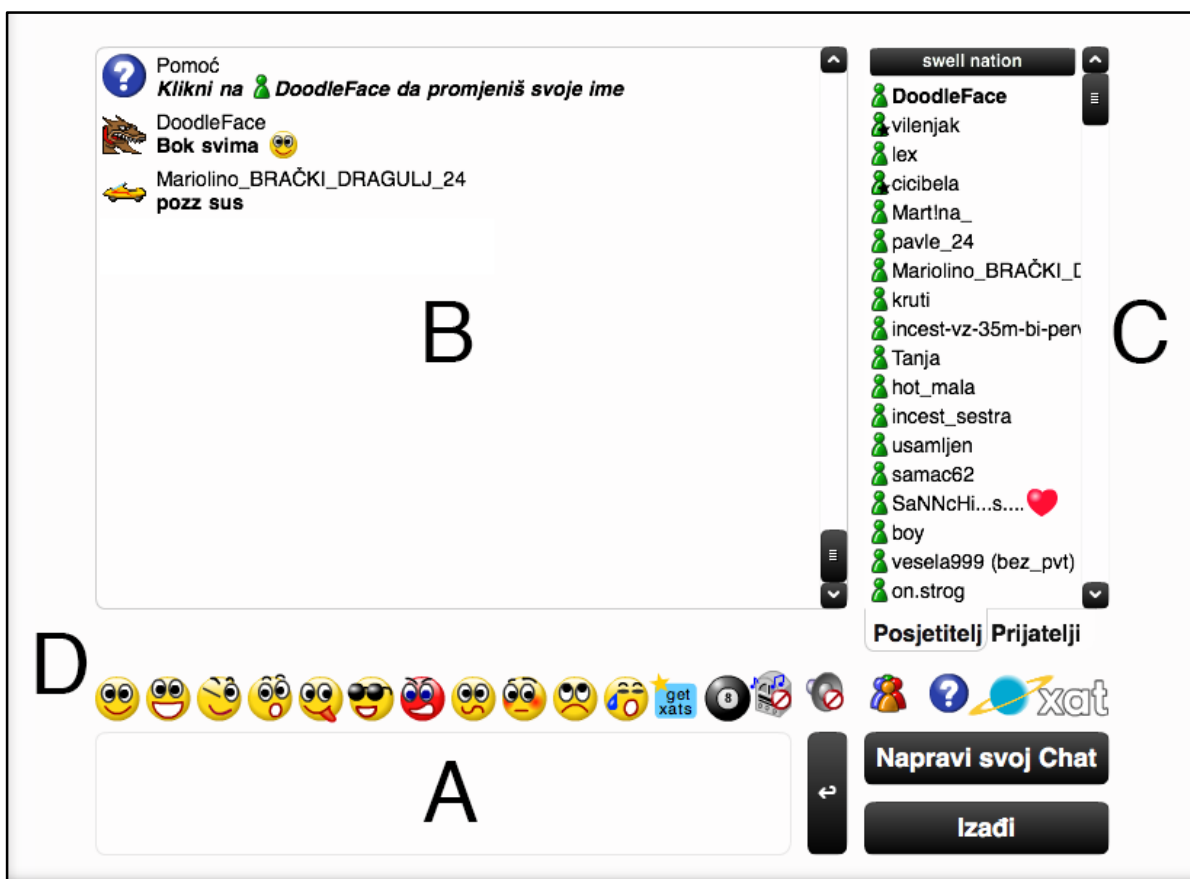 Pomoć
Klikni na DoodleFace da promjeniš svoje ime
DoodleFace
Bok svima
Mariolino_BRAČKI_DRAGULJ_24
pozz sus
B
swell nation
DoodleFace
vilenjak
lex
cicibela
Mart!na_
pavle_24
Mariolino_BRAČKI_D
kruti
incest-vz-35m-bi-perv
Tanja
hot_mala
incest_sestra
usamljen
samac62
SaNNcHi...s....
boy
vesela999 (bez_pvt)
on.strog
C
Posjetitelj Prijatelji
D
get
xats
8
xat
A
Napravi svoj Chat
Izađi